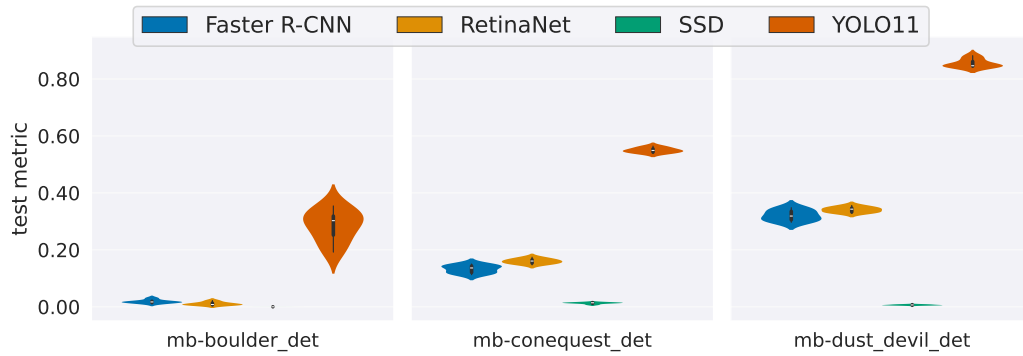 Faster R-CNN RetinaNet SSD YOLO11
test metric
0.80
0.60
0.40
0.20
0.00
mb-boulder_det mb-conequest_det mb-dust_devil_det